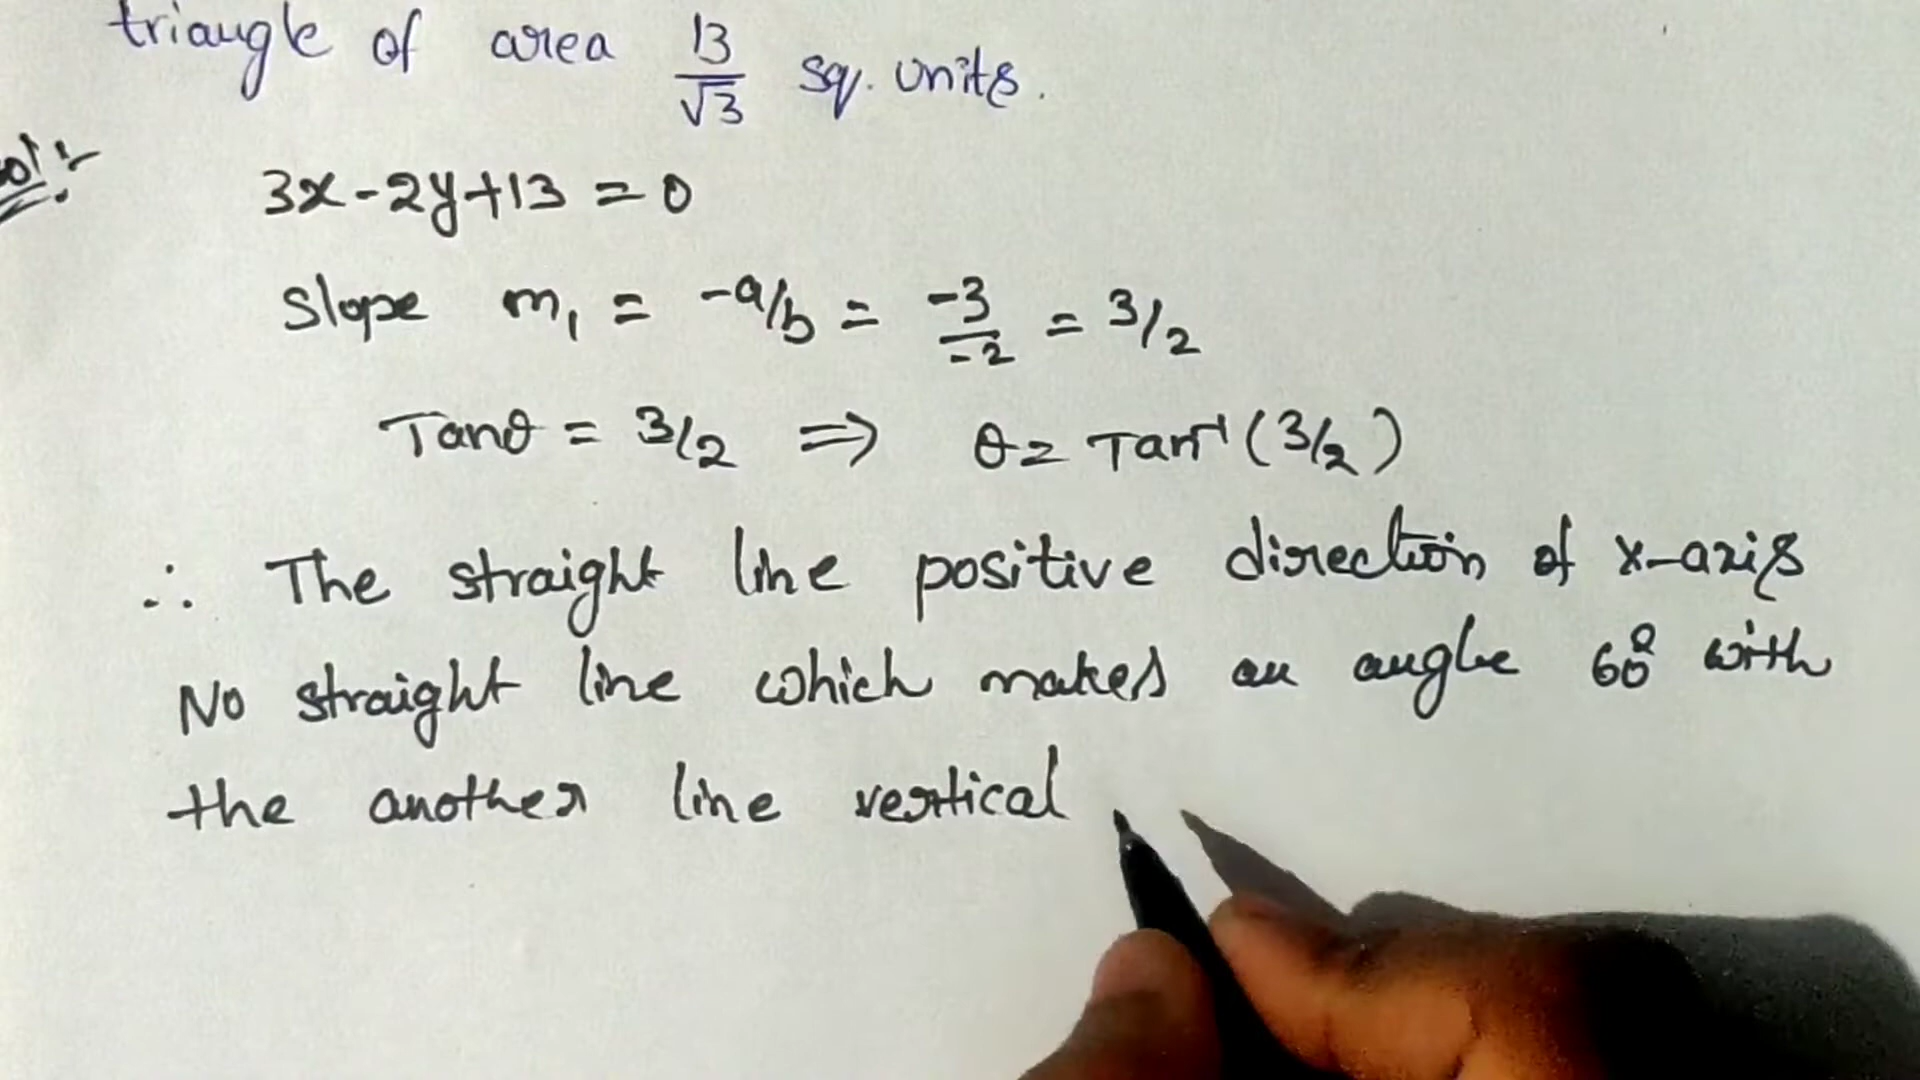 triangle of area 13/√3 sq. units.
sol:-
3x-2y+13 = 0
Slope m₁ = -a/b = -3/-2 = 3/2
Tanθ = 3/2 ⇒ θ = Tan⁻¹(3/2)
∴ The straight line positive direction of x-axis
No straight line which makes an angle 60° with
the another line vertical